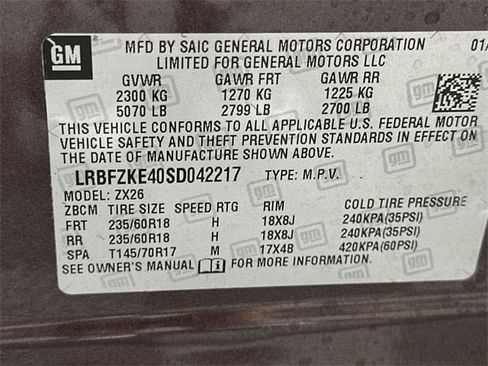 GM
MFD BY SAIC GENERAL MOTORS CORPORATION 01/
LIMITED FOR GENERAL MOTORS LLC
GVWR GAWR FRT GAWR RR
2300 KG 1270 KG 1225 KG
5070 LB 2799 LB 2700 LB
THIS VEHICLE CONFORMS TO ALL APPLICABLE U.S. FEDERAL MOTOR
VEHICLE SAFETY AND THEFT PREVENTION STANDARDS IN EFFECT ON
DATE OF MANUFACTURE SHOWN ABOVE.
LRBFZKE40SD042217 TYPE: M.P.V.
MODEL: ZX26
ZBCM TIRE SIZE SPEED RTG RIM COLD TIRE PRESSURE
FRT 235/60R18 H 18X8J 240KPA(35PSI)
RR 235/60R18 H 18X8J 240KPA(35PSI)
SPA T145/70R17 M 17X4B 420KPA(60PSI)
SEE OWNER'S MANUAL FOR MORE INFORMATION.